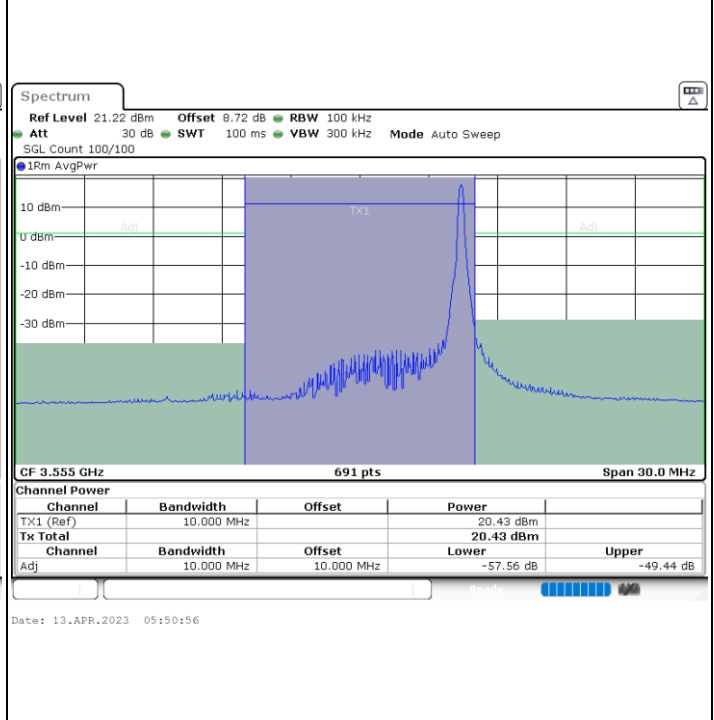 Spectrum
Ref Level 21.22 dBm Offset 8.72 dB RBW 100 kHz
Att 30 dB SWT 100 ms VBW 300 kHz Mode Auto Sweep
SGL Count 100/100
1Rm AvgPwr
10 dBm
TX1
Adj Adj
0 dBm
-10 dBm
-20 dBm
-30 dBm
CF 3.555 GHz 691 pts Span 30.0 MHz
Channel Power
Channel Bandwidth Offset Power
TX1 (Ref) 10.000 MHz 20.43 dBm
Tx Total 20.43 dBm
Channel Bandwidth Offset Lower Upper
Adj 10.000 MHz 10.000 MHz -57.56 dB -49.44 dB
Ready
Date: 13.APR.2023 05:50:56